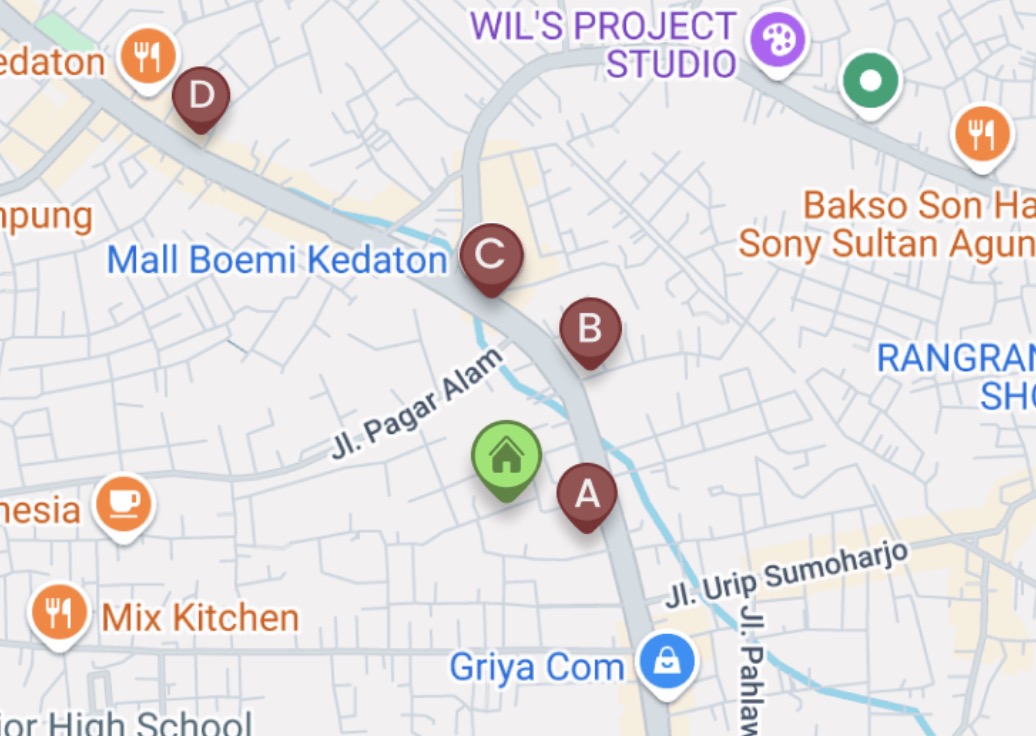 WIL'S PROJECT
STUDIO
edaton
D
mpung
Bakso Son Ha
Sony Sultan Agun
Mall Boemi Kedaton
C
B
RANGRAN
SHO
Jl. Pagar Alam
A
nesia
Jl. Urip Sumoharjo
Mix Kitchen
Jl. Pahlaw
Griya Com
ior High School